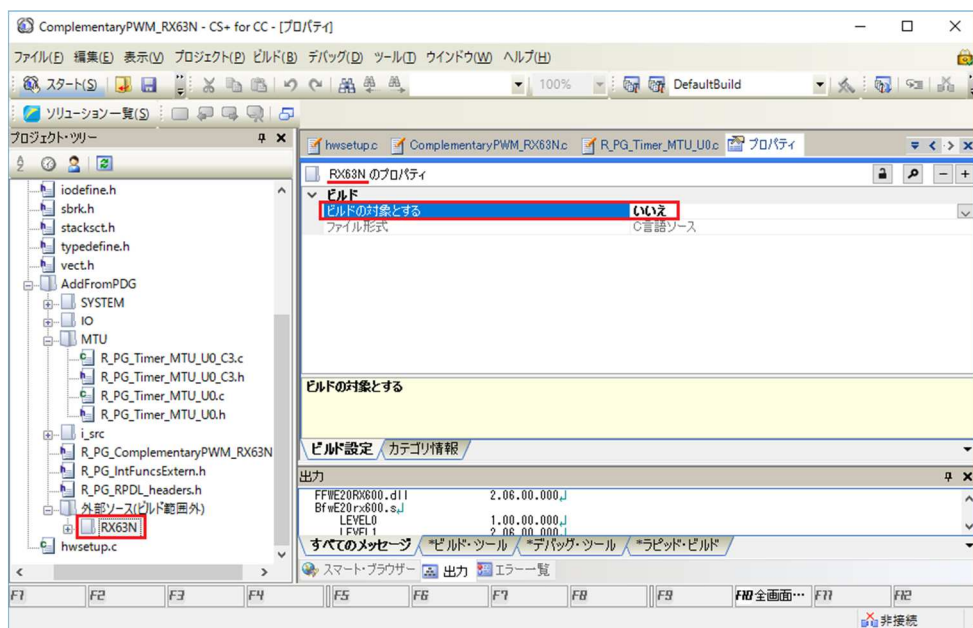 ComplementaryPWM_RX63N - CS+ for CC - [プロパティ]
ファイル(F) 編集(E) 表示(V) プロジェクト(P) ビルド(B) デバッグ(D) ツール(T) ウインドウ(W) ヘルプ(H)
スタート(S) 100% DefaultBuild
ソリューション一覧(S)
プロジェクト・ツリー
hwsetup.c ComplementaryPWM_RX63N.c R_PG_Timer_MTU_U0.c プロパティ
RX63N のプロパティ
ビルド
ビルドの対象とする いいえ
ファイル形式 C言語ソース
iodefine.h
sbrk.h
stacksct.h
typedefine.h
vect.h
AddFromPDG
SYSTEM
IO
MTU
R_PG_Timer_MTU_U0_C3.c
R_PG_Timer_MTU_U0_C3.h
R_PG_Timer_MTU_U0.c
R_PG_Timer_MTU_U0.h
i_src
R_PG_ComplementaryPWM_RX63N
R_PG_IntFuncsExtern.h
R_PG_RPDL_headers.h
外部ソース(ビルド範囲外)
RX63N
hwsetup.c
ビルドの対象とする
ビルド設定 カテゴリ情報
出力
FFWE20RX600.dll 2.06.00.000
BfwE20rx600.s
LEVEL0 1.00.00.000
LEVEL1 2.06.00.000
すべてのメッセージ *ビルド・ツール *デバッグ・ツール *ラピッド・ビルド
スマート・ブラウザー 出力 エラー一覧
F1 F2 F3 F4 F5 F6 F7 F8 F9 F10 全画面… F11 F12
非接続